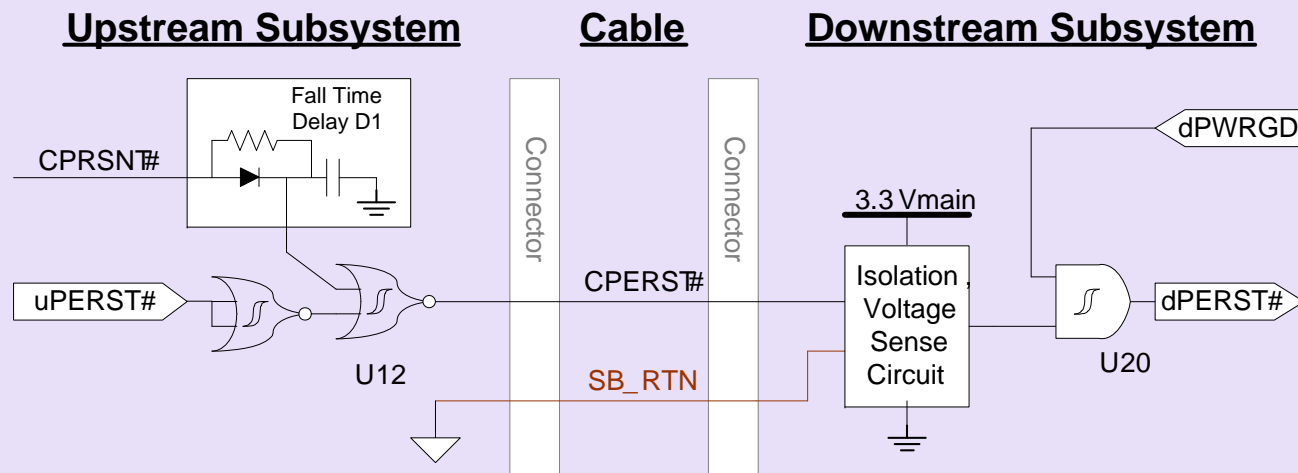 Upstream Subsystem
Cable
Downstream Subsystem
Fall Time
Delay D1
CPRSNT#
uPERST#
U12
Connector
CPERST#
SB_RTN
Connector
3.3 Vmain
Isolation ,
Voltage
Sense
Circuit
dPWRGD
dPERST#
U20